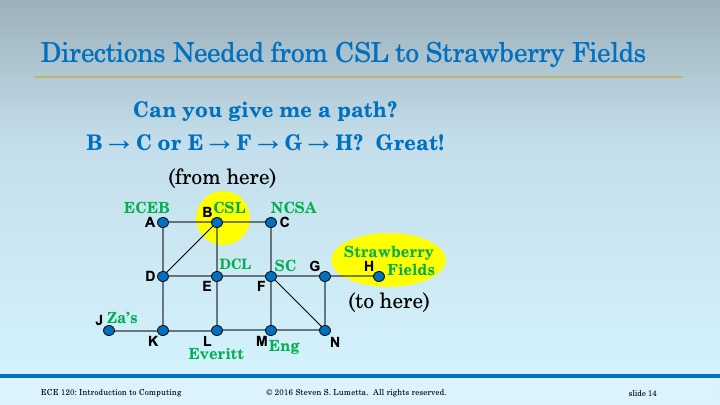 Directions Needed from CSL to Strawberry Fields
Can you give me a path?
B → C or E → F → G → H?  Great!
(from here)
ECEB
B CSL
NCSA
A
C
Strawberry
Fields
DCL
SC
G
H
D
E
F
(to here)
J Za's
K
L
M Eng
N
Everitt
ECE 120: Introduction to Computing
© 2016 Steven S. Lumetta.  All rights reserved.
slide 14